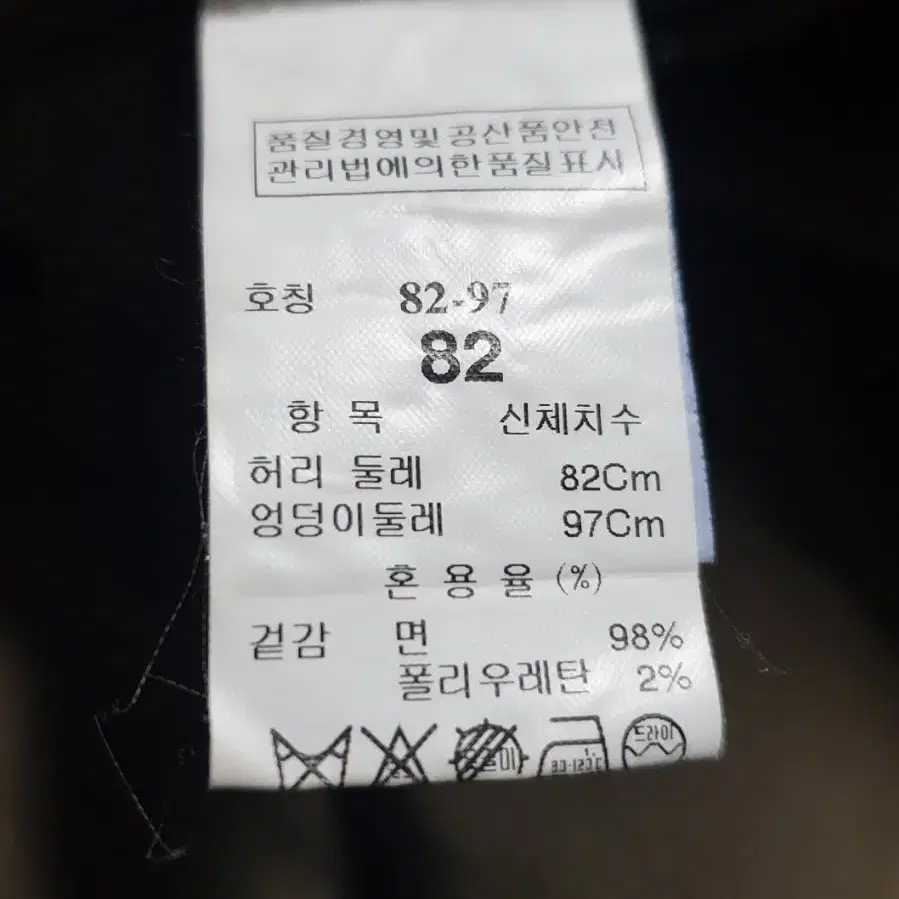 품질경영및공산품안전
관리법에의한품질표시
호칭 82-97
82
항 목 신체치수
허리 둘레 82Cm
엉덩이둘레 97Cm
혼 용 율 (%)
겉감 면 98%
폴리우레탄 2%
드라이